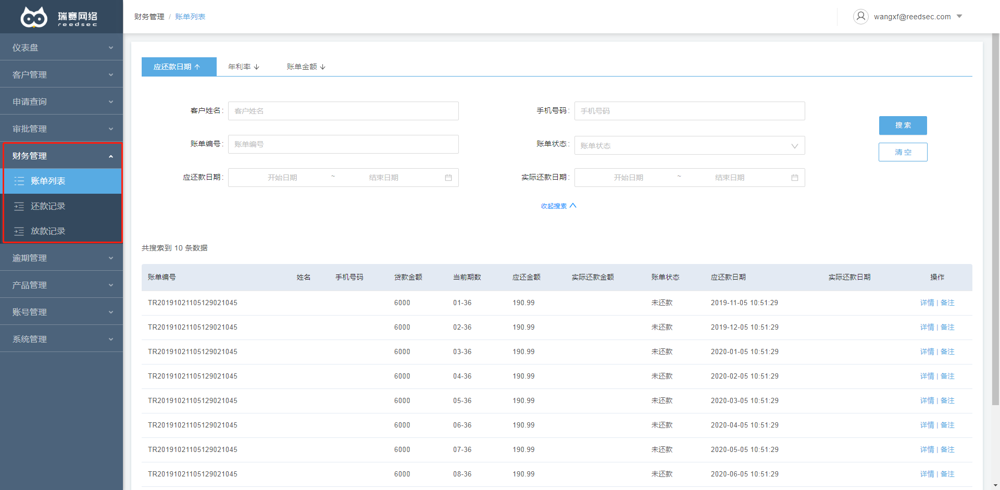 瑞赛网络
reedsec
财务管理 / 账单列表
wangxf@reedsec.com
仪表盘
客户管理
申请查询
审批管理
财务管理
账单列表
还款记录
放款记录
逾期管理
产品管理
账号管理
系统管理
应还款日期 年利率 账单金额
客户姓名: 客户姓名 手机号码: 手机号码
搜 索
账单编号: 账单编号 账单状态: 账单状态
清 空
应还款日期: 开始日期 ~ 结束日期 实际还款日期: 开始日期 ~ 结束日期
收起搜索
共搜索到 10 条数据
账单编号 姓名 手机号码 贷款金额 当前期数 应还金额 实际还款金额 账单状态 应还款日期 实际还款日期 操作
TR20191021105129021045 6000 01-36 190.99 未还款 2019-11-05 10:51:29 详情 | 备注
TR20191021105129021045 6000 02-36 190.99 未还款 2019-12-05 10:51:29 详情 | 备注
TR20191021105129021045 6000 03-36 190.99 未还款 2020-01-05 10:51:29 详情 | 备注
TR20191021105129021045 6000 04-36 190.99 未还款 2020-02-05 10:51:29 详情 | 备注
TR20191021105129021045 6000 05-36 190.99 未还款 2020-03-05 10:51:29 详情 | 备注
TR20191021105129021045 6000 06-36 190.99 未还款 2020-04-05 10:51:29 详情 | 备注
TR20191021105129021045 6000 07-36 190.99 未还款 2020-05-05 10:51:29 详情 | 备注
TR20191021105129021045 6000 08-36 190.99 未还款 2020-06-05 10:51:29 详情 | 备注